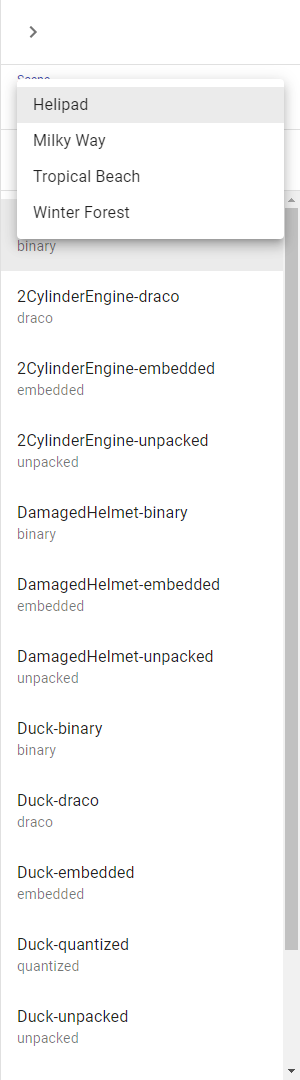 Helipad
Milky Way
Tropical Beach
Winter Forest
binary
2CylinderEngine-draco
draco
2CylinderEngine-embedded
embedded
2CylinderEngine-unpacked
unpacked
DamagedHelmet-binary
binary
DamagedHelmet-embedded
embedded
DamagedHelmet-unpacked
unpacked
Duck-binary
binary
Duck-draco
draco
Duck-embedded
embedded
Duck-quantized
quantized
Duck-unpacked
unpacked